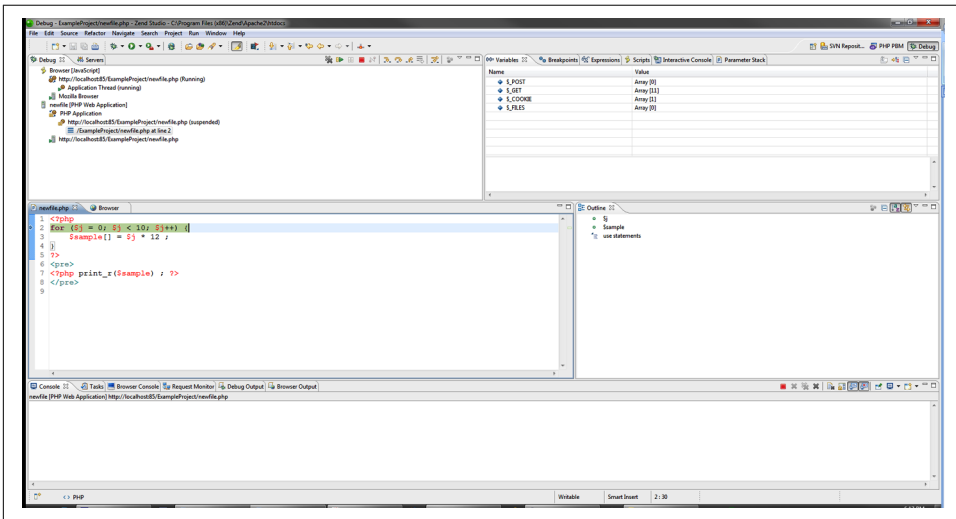 Debug - ExampleProject/newfile.php - Zend Studio - C:\Program Files (x86)\Zend\Apache2\htdocs
File Edit Source Refactor Navigate Search Project Run Window Help
SVN Reposit... PHP PBM Debug
Debug Servers
Browser [JavaScript]
http://localhost:85/ExampleProject/newfile.php (Running)
Application Thread (running)
Mozilla Browser
newfile [PHP Web Application]
PHP Application
http://localhost:85/ExampleProject/newfile.php (suspended)
/ExampleProject/newfile.php at line 2
http://localhost:85/ExampleProject/newfile.php
Variables Breakpoints Expressions Scripts Interactive Console Parameter Stack
Name Value
$_POST Array [0]
$_GET Array [11]
$_COOKIE Array [1]
$_FILES Array [0]
newfile.php Browser
1 <?php
2 for ($j = 0; $j < 10; $j++) {
3 $sample[] = $j * 12 ;
4 }
5 ?>
6 <pre>
7 <?php print_r($sample) ; ?>
8 </pre>
9
Outline
$j
$sample
use statements
Console Tasks Browser Console Request Monitor Debug Output Browser Output
newfile [PHP Web Application] http://localhost:85/ExampleProject/newfile.php
PHP Writable Smart Insert 2 : 30